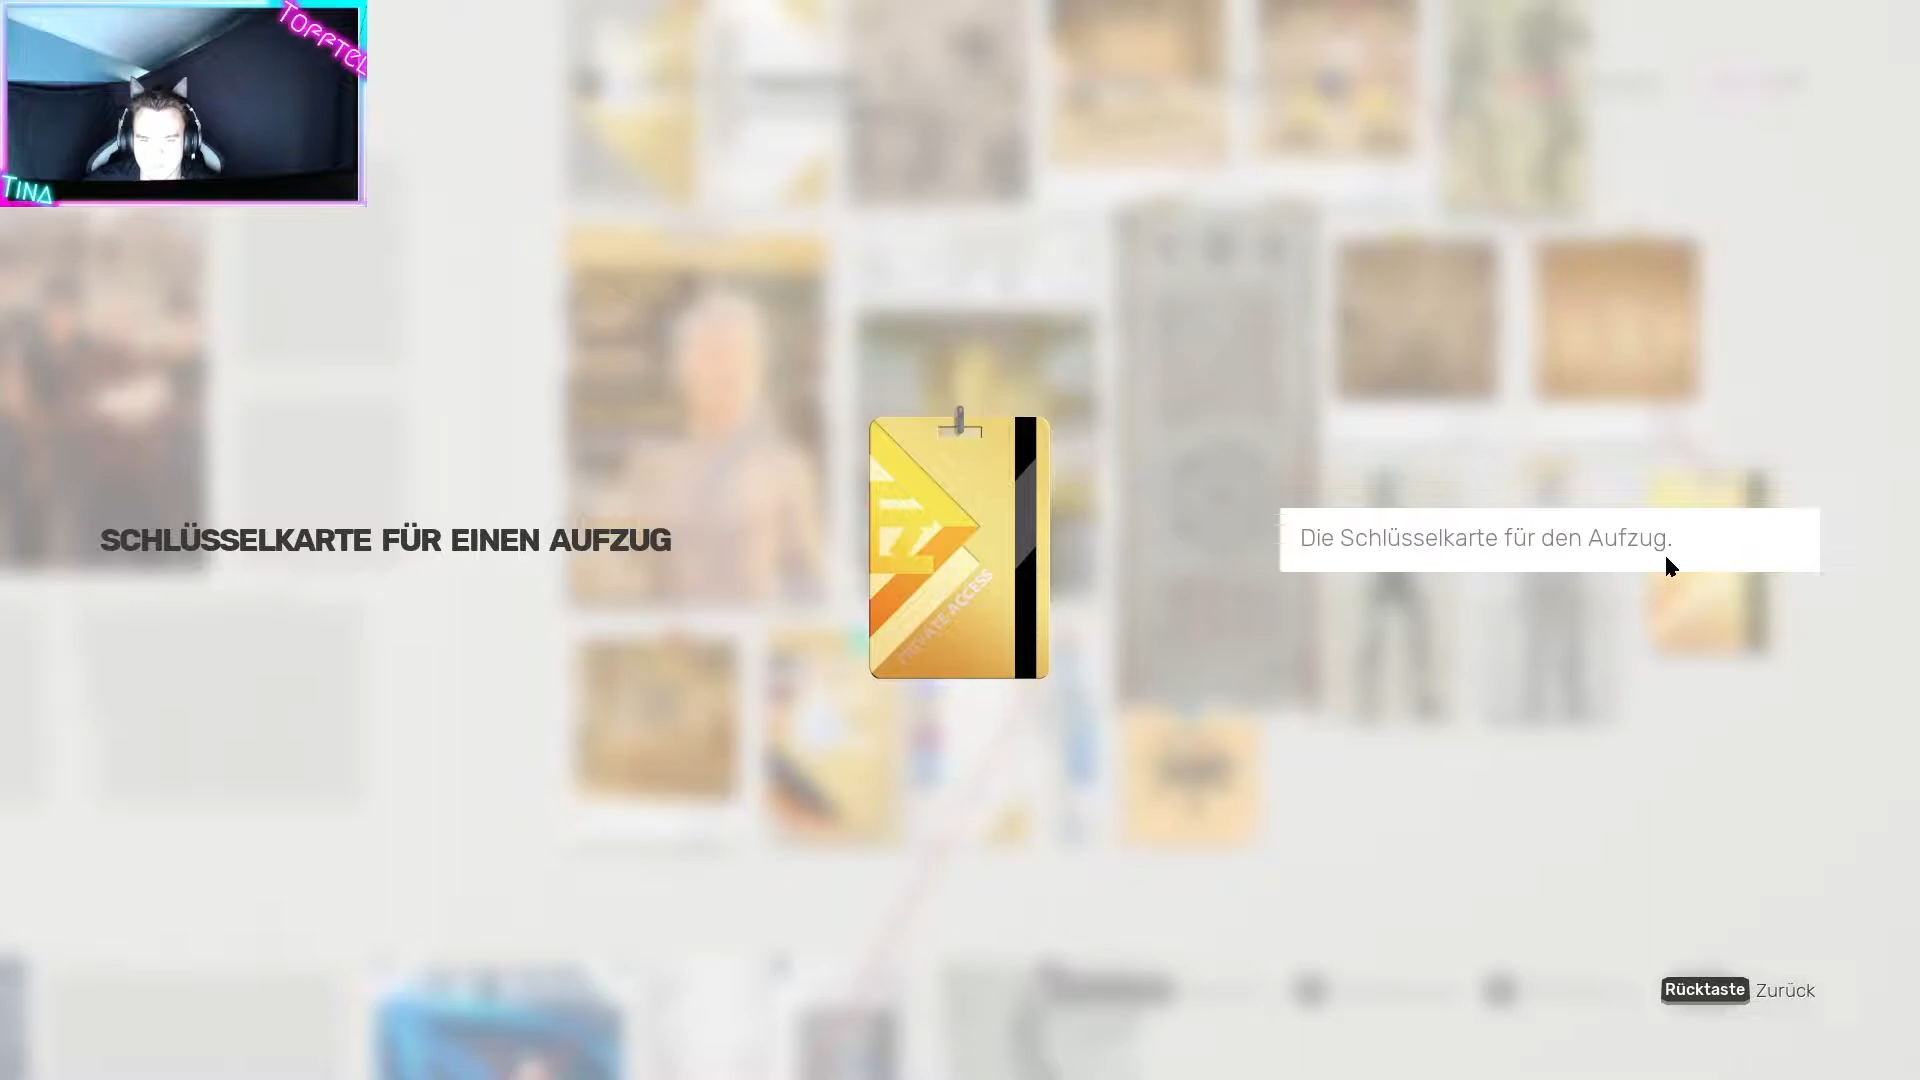 TOFFTEL
TINA
SCHLÜSSELKARTE FÜR EINEN AUFZUG
PRIVATE ACCESS
Die Schlüsselkarte für den Aufzug.
Rücktaste Zurück